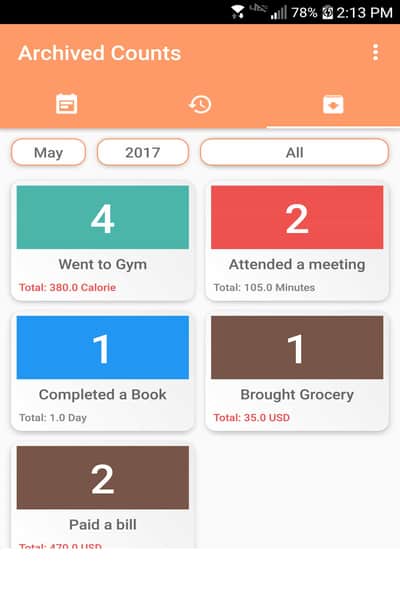 78% 2:13 PM
Archived Counts
May 2017 All
4
Went to Gym
Total: 380.0 Calorie
2
Attended a meeting
Total: 105.0 Minutes
1
Completed a Book
Total: 1.0 Day
1
Brought Grocery
Total: 35.0 USD
2
Paid a bill
Total: 470.0 USD